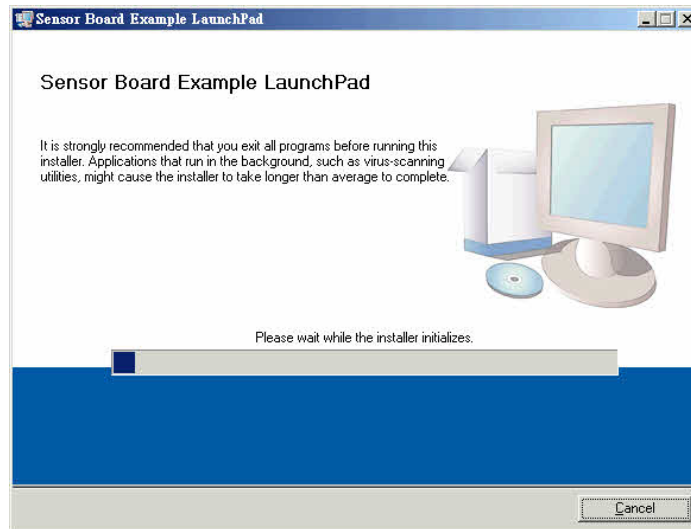 Sensor Board Example LaunchPad
Sensor Board Example LaunchPad
It is strongly recommended that you exit all programs before running this
installer. Applications that run in the background, such as virus-scanning
utilities, might cause the installer to take longer than average to complete.
Please wait while the installer initializes.
Cancel